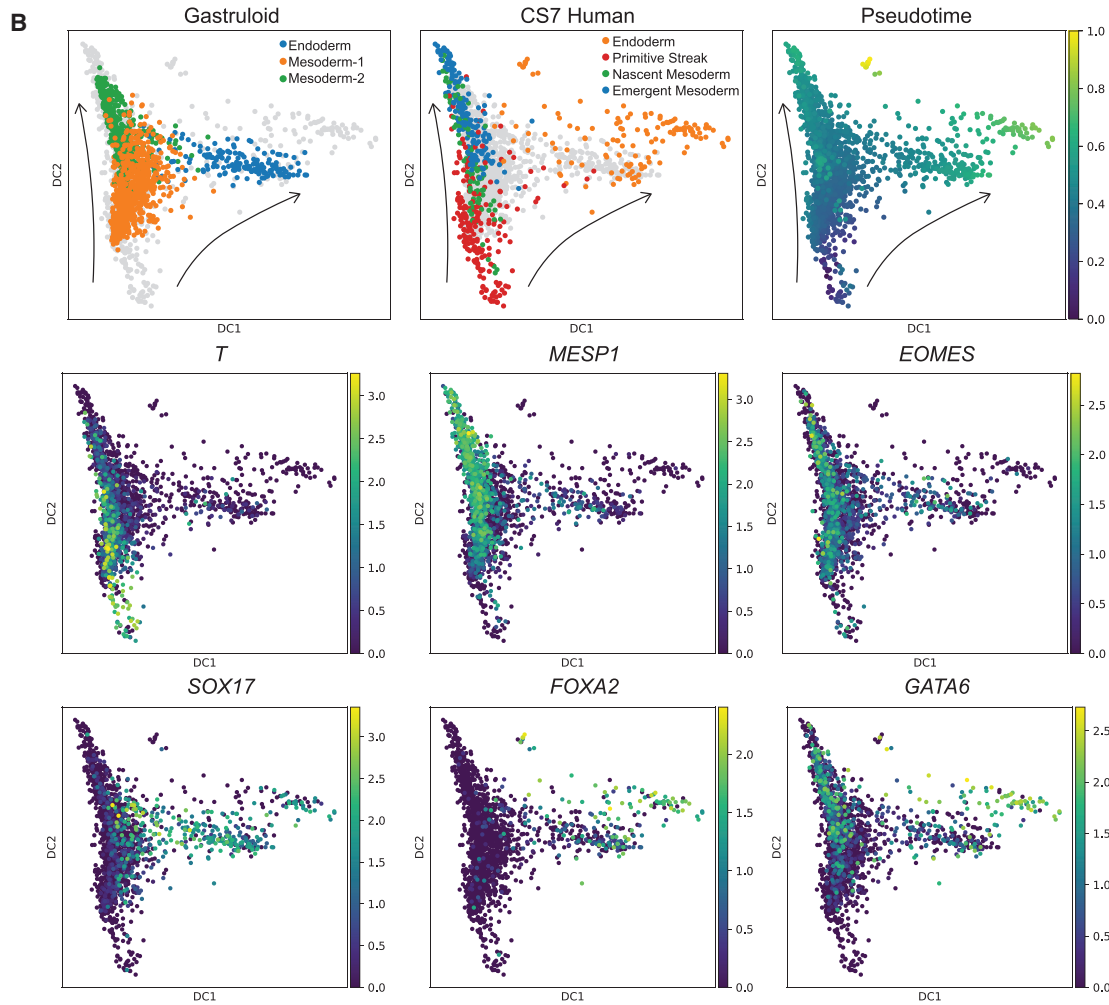 B
Gastruloid
CS7 Human
Pseudotime
Endoderm
Mesoderm-1
Mesoderm-2
Endoderm
Primitive Streak
Nascent Mesoderm
Emergent Mesoderm
1.0
0.8
0.6
0.4
0.2
0.0
DC2
DC2
DC2
DC1
DC1
DC1
T
MESP1
EOMES
3.0
2.5
2.0
1.5
1.0
0.5
0.0
3.0
2.5
2.0
1.5
1.0
0.5
0.0
2.5
2.0
1.5
1.0
0.5
0.0
DC2
DC2
DC2
DC1
DC1
DC1
SOX17
FOXA2
GATA6
3.0
2.5
2.0
1.5
1.0
0.5
0.0
2.0
1.5
1.0
0.5
0.0
2.5
2.0
1.5
1.0
0.5
0.0
DC2
DC2
DC2
DC1
DC1
DC1